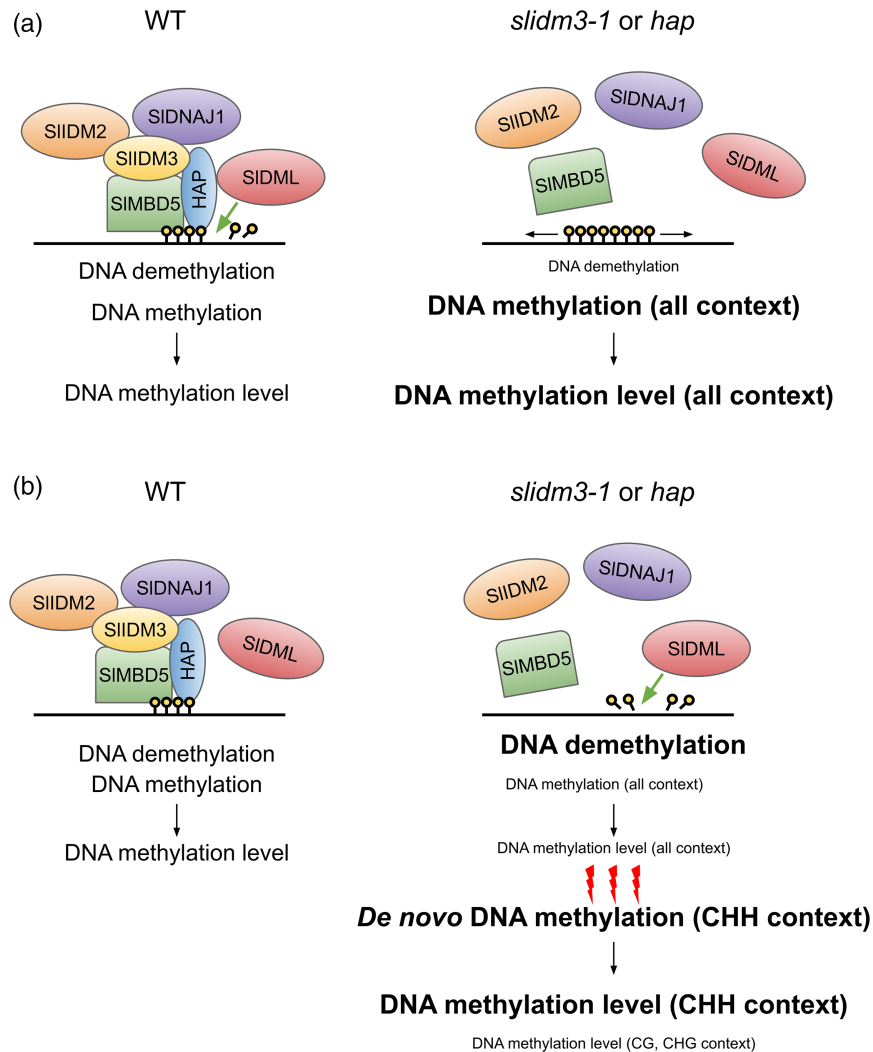 (a)
WT
slidm3-1 or hap
SlIDM2
SlDNAJ1
SlIDM3
SlMBD5
HAP
SlDML
SlIDM2
SlDNAJ1
SlMBD5
SlDML
DNA demethylation
DNA methylation
DNA methylation level
DNA demethylation
DNA methylation (all context)
DNA methylation level (all context)
(b)
WT
slidm3-1 or hap
SlIDM2
SlDNAJ1
SlIDM3
SlMBD5
HAP
SlDML
SlIDM2
SlDNAJ1
SlMBD5
SlDML
DNA demethylation
DNA methylation
DNA methylation level
DNA demethylation
DNA methylation (all context)
DNA methylation level (all context)
De novo DNA methylation (CHH context)
DNA methylation level (CHH context)
DNA methylation level (CG, CHG context)